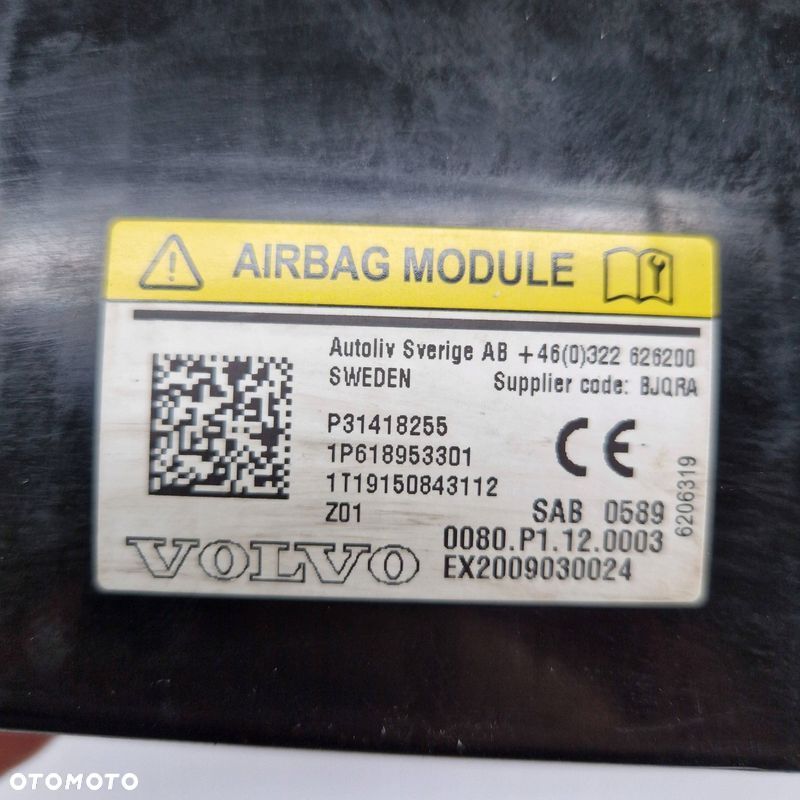 AIRBAG MODULE
Autoliv Sverige AB +46(0)322 626200
SWEDEN Supplier code: BJQRA
P31418255
1P618953301
1T19150843112
Z01
SAB 0589
0080.P1.12.0003
EX2009030024
6206319
VOLVO
OTOMOTO